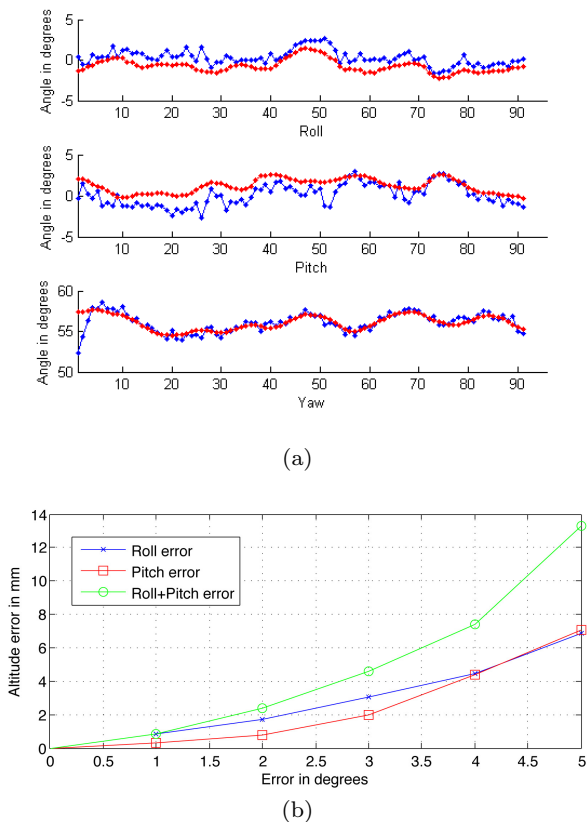 5
0
-5
Angle in degrees
10 20 30 40 50 60 70 80 90
Roll
5
0
-5
Angle in degrees
10 20 30 40 50 60 70 80 90
Pitch
60
55
50
Angle in degrees
10 20 30 40 50 60 70 80 90
Yaw
(a)
14
12
10
8
6
4
2
0
Altitude error in mm
Roll error
Pitch error
Roll+Pitch error
0 0.5 1 1.5 2 2.5 3 3.5 4 4.5 5
Error in degrees
(b)